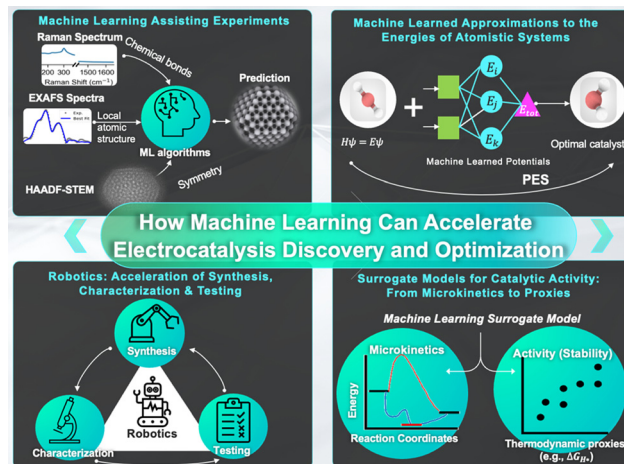 Machine Learning Assisting Experiments
Raman Spectrum
Chemical bonds
200 300 1500 1600
Raman Shift (cm⁻¹)
EXAFS Spectra
Exp.
Best Fit
Local
atomic
structure
ML algorithms
Prediction
HAADF-STEM
Symmetry
Machine Learned Approximations to the
Energies of Atomistic Systems
Hψ = Eψ
+
E_i
E_j
E_k
E_tot
Machine Learned Potentials
Optimal catalyst
PES
How Machine Learning Can Accelerate
Electrocatalysis Discovery and Optimization
Robotics: Acceleration of Synthesis,
Characterization & Testing
Synthesis
Robotics
Characterization
Testing
Surrogate Models for Catalytic Activity:
From Microkinetics to Proxies
Machine Learning Surrogate Model
Microkinetics
Energy
Reaction Coordinates
Activity (Stability)
Thermodynamic proxies
(e.g., ΔG_H*)